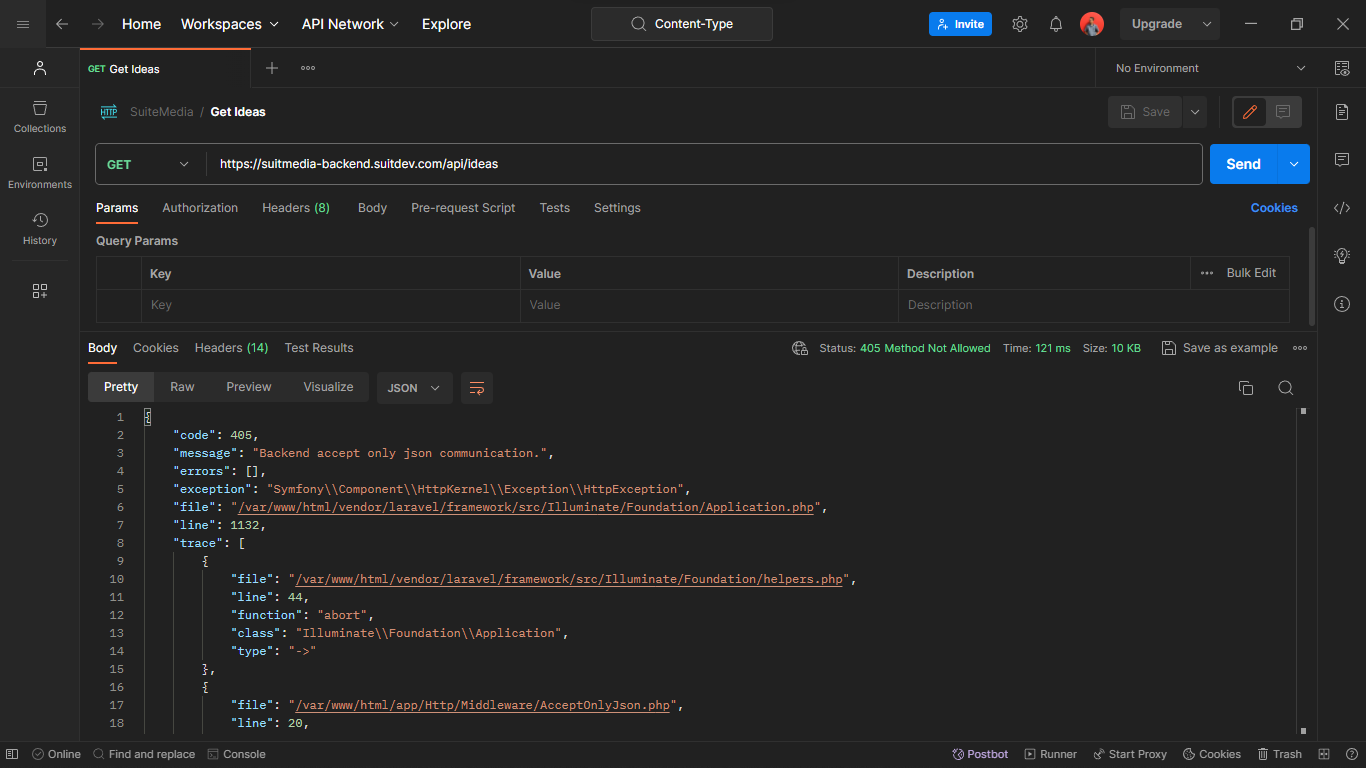 Home Workspaces API Network Explore Content-Type Invite Upgrade
GET Get Ideas No Environment
HTTP SuiteMedia / Get Ideas Save
Collections
GET https://suitmedia-backend.suitdev.com/api/ideas Send
Environments
Params Authorization Headers (8) Body Pre-request Script Tests Settings Cookies
History
Query Params
Key Value Description Bulk Edit
Key Value Description
Body Cookies Headers (14) Test Results Status: 405 Method Not Allowed Time: 121 ms Size: 10 KB Save as example
Pretty Raw Preview Visualize JSON
1 {
2 "code": 405,
3 "message": "Backend accept only json communication.",
4 "errors": [],
5 "exception": "Symfony\\Component\\HttpKernel\\Exception\\HttpException",
6 "file": "/var/www/html/vendor/laravel/framework/src/Illuminate/Foundation/Application.php",
7 "line": 1132,
8 "trace": [
9 {
10 "file": "/var/www/html/vendor/laravel/framework/src/Illuminate/Foundation/helpers.php",
11 "line": 44,
12 "function": "abort",
13 "class": "Illuminate\\Foundation\\Application",
14 "type": "->"
15 },
16 {
17 "file": "/var/www/html/app/Http/Middleware/AcceptOnlyJson.php",
18 "line": 20,
Online Find and replace Console Postbot Runner Start Proxy Cookies Trash